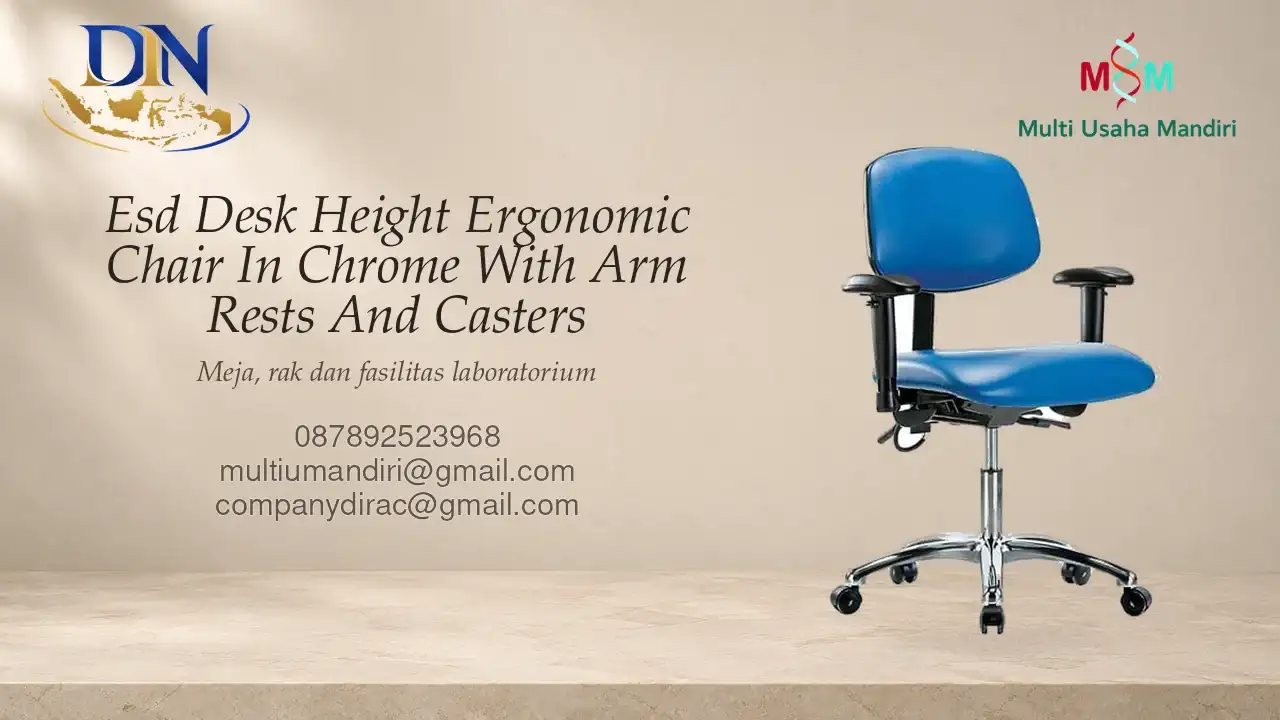 DIN
MSM
Multi Usaha Mandiri
Esd Desk Height Ergonomic
Chair In Chrome With Arm
Rests And Casters
Meja, rak dan fasilitas laboratorium
087892523968
multiumandiri@gmail.com
companydirac@gmail.com